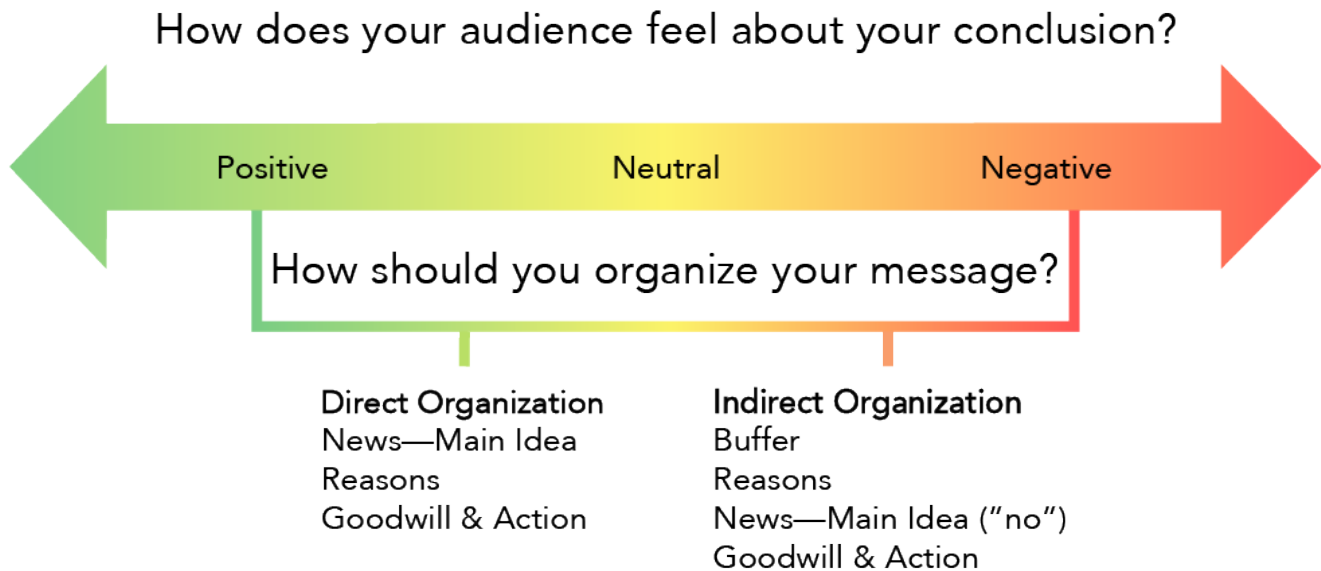 How does your audience feel about your conclusion?
Positive
Neutral
Negative
How should you organize your message?
Direct Organization
News—Main Idea
Reasons
Goodwill & Action
Indirect Organization
Buffer
Reasons
News—Main Idea (”no”)
Goodwill & Action